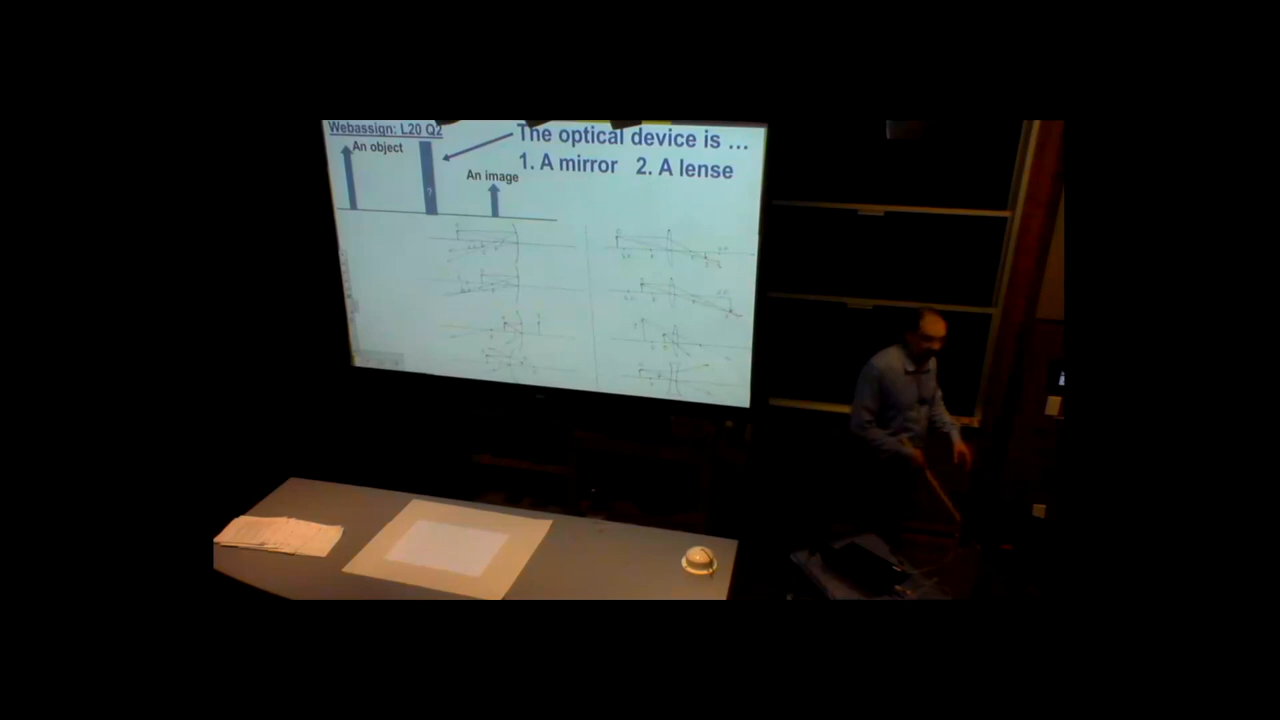 Webassign: L20 Q2
The optical device is ...
An object
1. A mirror 2. A lense
An image
?